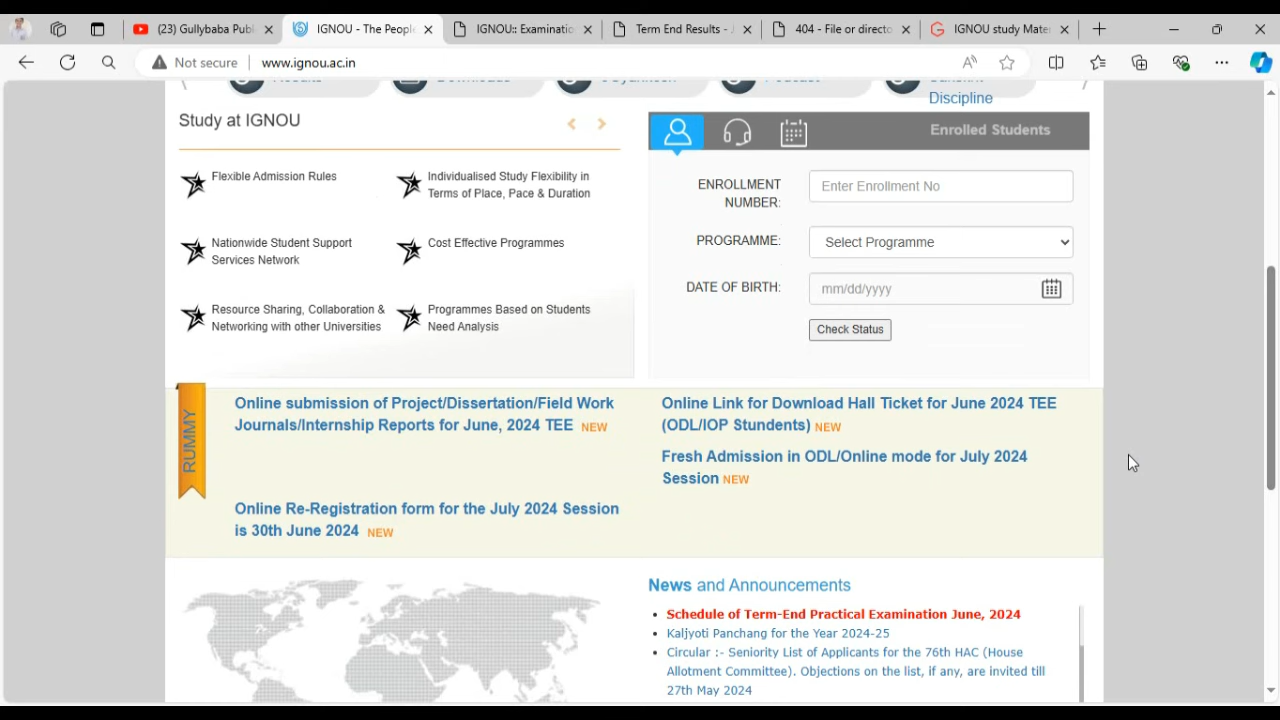 (23) Gullybaba Publ
IGNOU - The People
IGNOU:: Examinatio
Term End Results - J
404 - File or directo
IGNOU study Mater
Not secure
www.ignou.ac.in
Discipline
Study at IGNOU
Enrolled Students
Flexible Admission Rules
Individualised Study Flexibility in
Terms of Place, Pace & Duration
Nationwide Student Support
Services Network
Cost Effective Programmes
Resource Sharing, Collaboration &
Networking with other Universities
Programmes Based on Students
Need Analysis
ENROLLMENT
NUMBER:
Enter Enrollment No
PROGRAMME:
Select Programme
DATE OF BIRTH:
mm/dd/yyyy
Check Status
RUMMY
Online submission of Project/Dissertation/Field Work
Journals/Internship Reports for June, 2024 TEE NEW
Online Re-Registration form for the July 2024 Session
is 30th June 2024 NEW
Online Link for Download Hall Ticket for June 2024 TEE
(ODL/IOP Stundents) NEW
Fresh Admission in ODL/Online mode for July 2024
Session NEW
News and Announcements
Schedule of Term-End Practical Examination June, 2024
Kaljyoti Panchang for the Year 2024-25
Circular :- Seniority List of Applicants for the 76th HAC (House
Allotment Committee). Objections on the list, if any, are invited till
27th May 2024